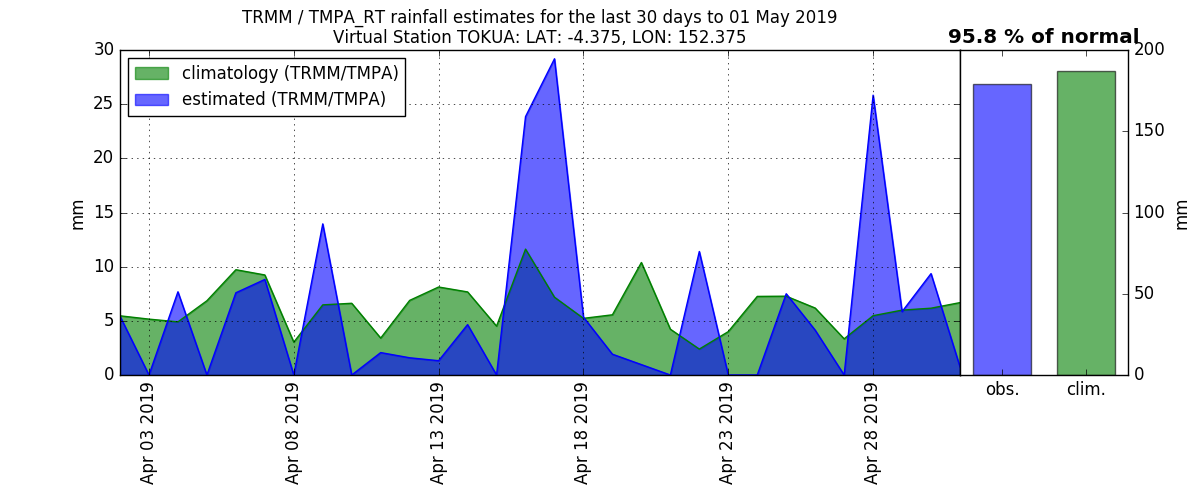 TRMM / TMPA_RT rainfall estimates for the last 30 days to 01 May 2019
Virtual Station TOKUA: LAT: -4.375, LON: 152.375
95.8 % of normal
climatology (TRMM/TMPA)
estimated (TRMM/TMPA)
30
25
20
15
10
5
0
mm
Apr 03 2019
Apr 08 2019
Apr 13 2019
Apr 18 2019
Apr 23 2019
Apr 28 2019
200
150
100
50
0
mm
obs.
clim.